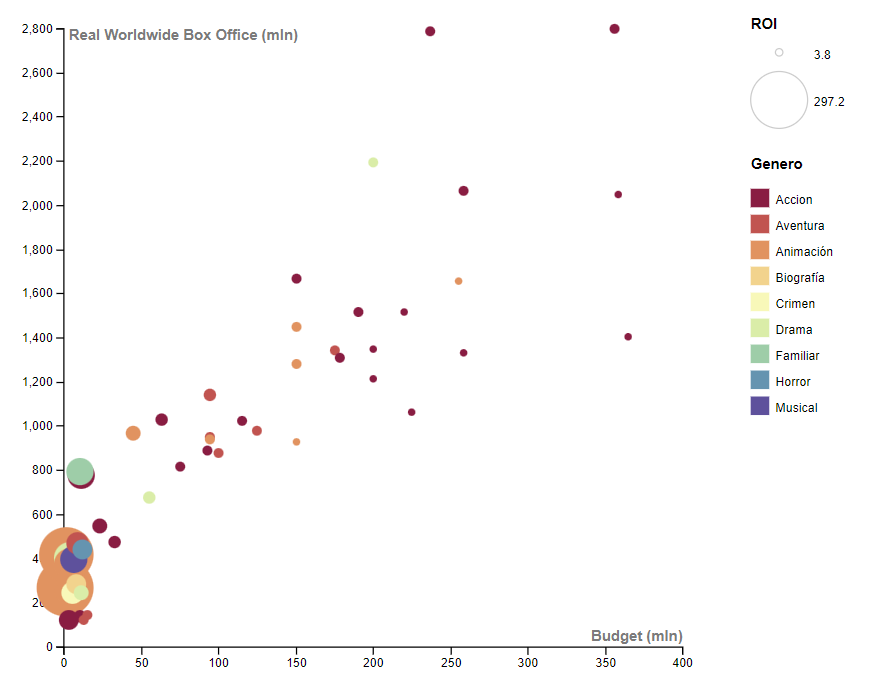 Real Worldwide Box Office (mln)
2,800
2,600
2,400
2,200
2,000
1,800
1,600
1,400
1,200
1,000
800
600
4
2
0
0 50 100 150 200 250 300 350 400
Budget (mln)
ROI
3.8
297.2
Genero
Accion
Aventura
Animación
Biografía
Crimen
Drama
Familiar
Horror
Musical